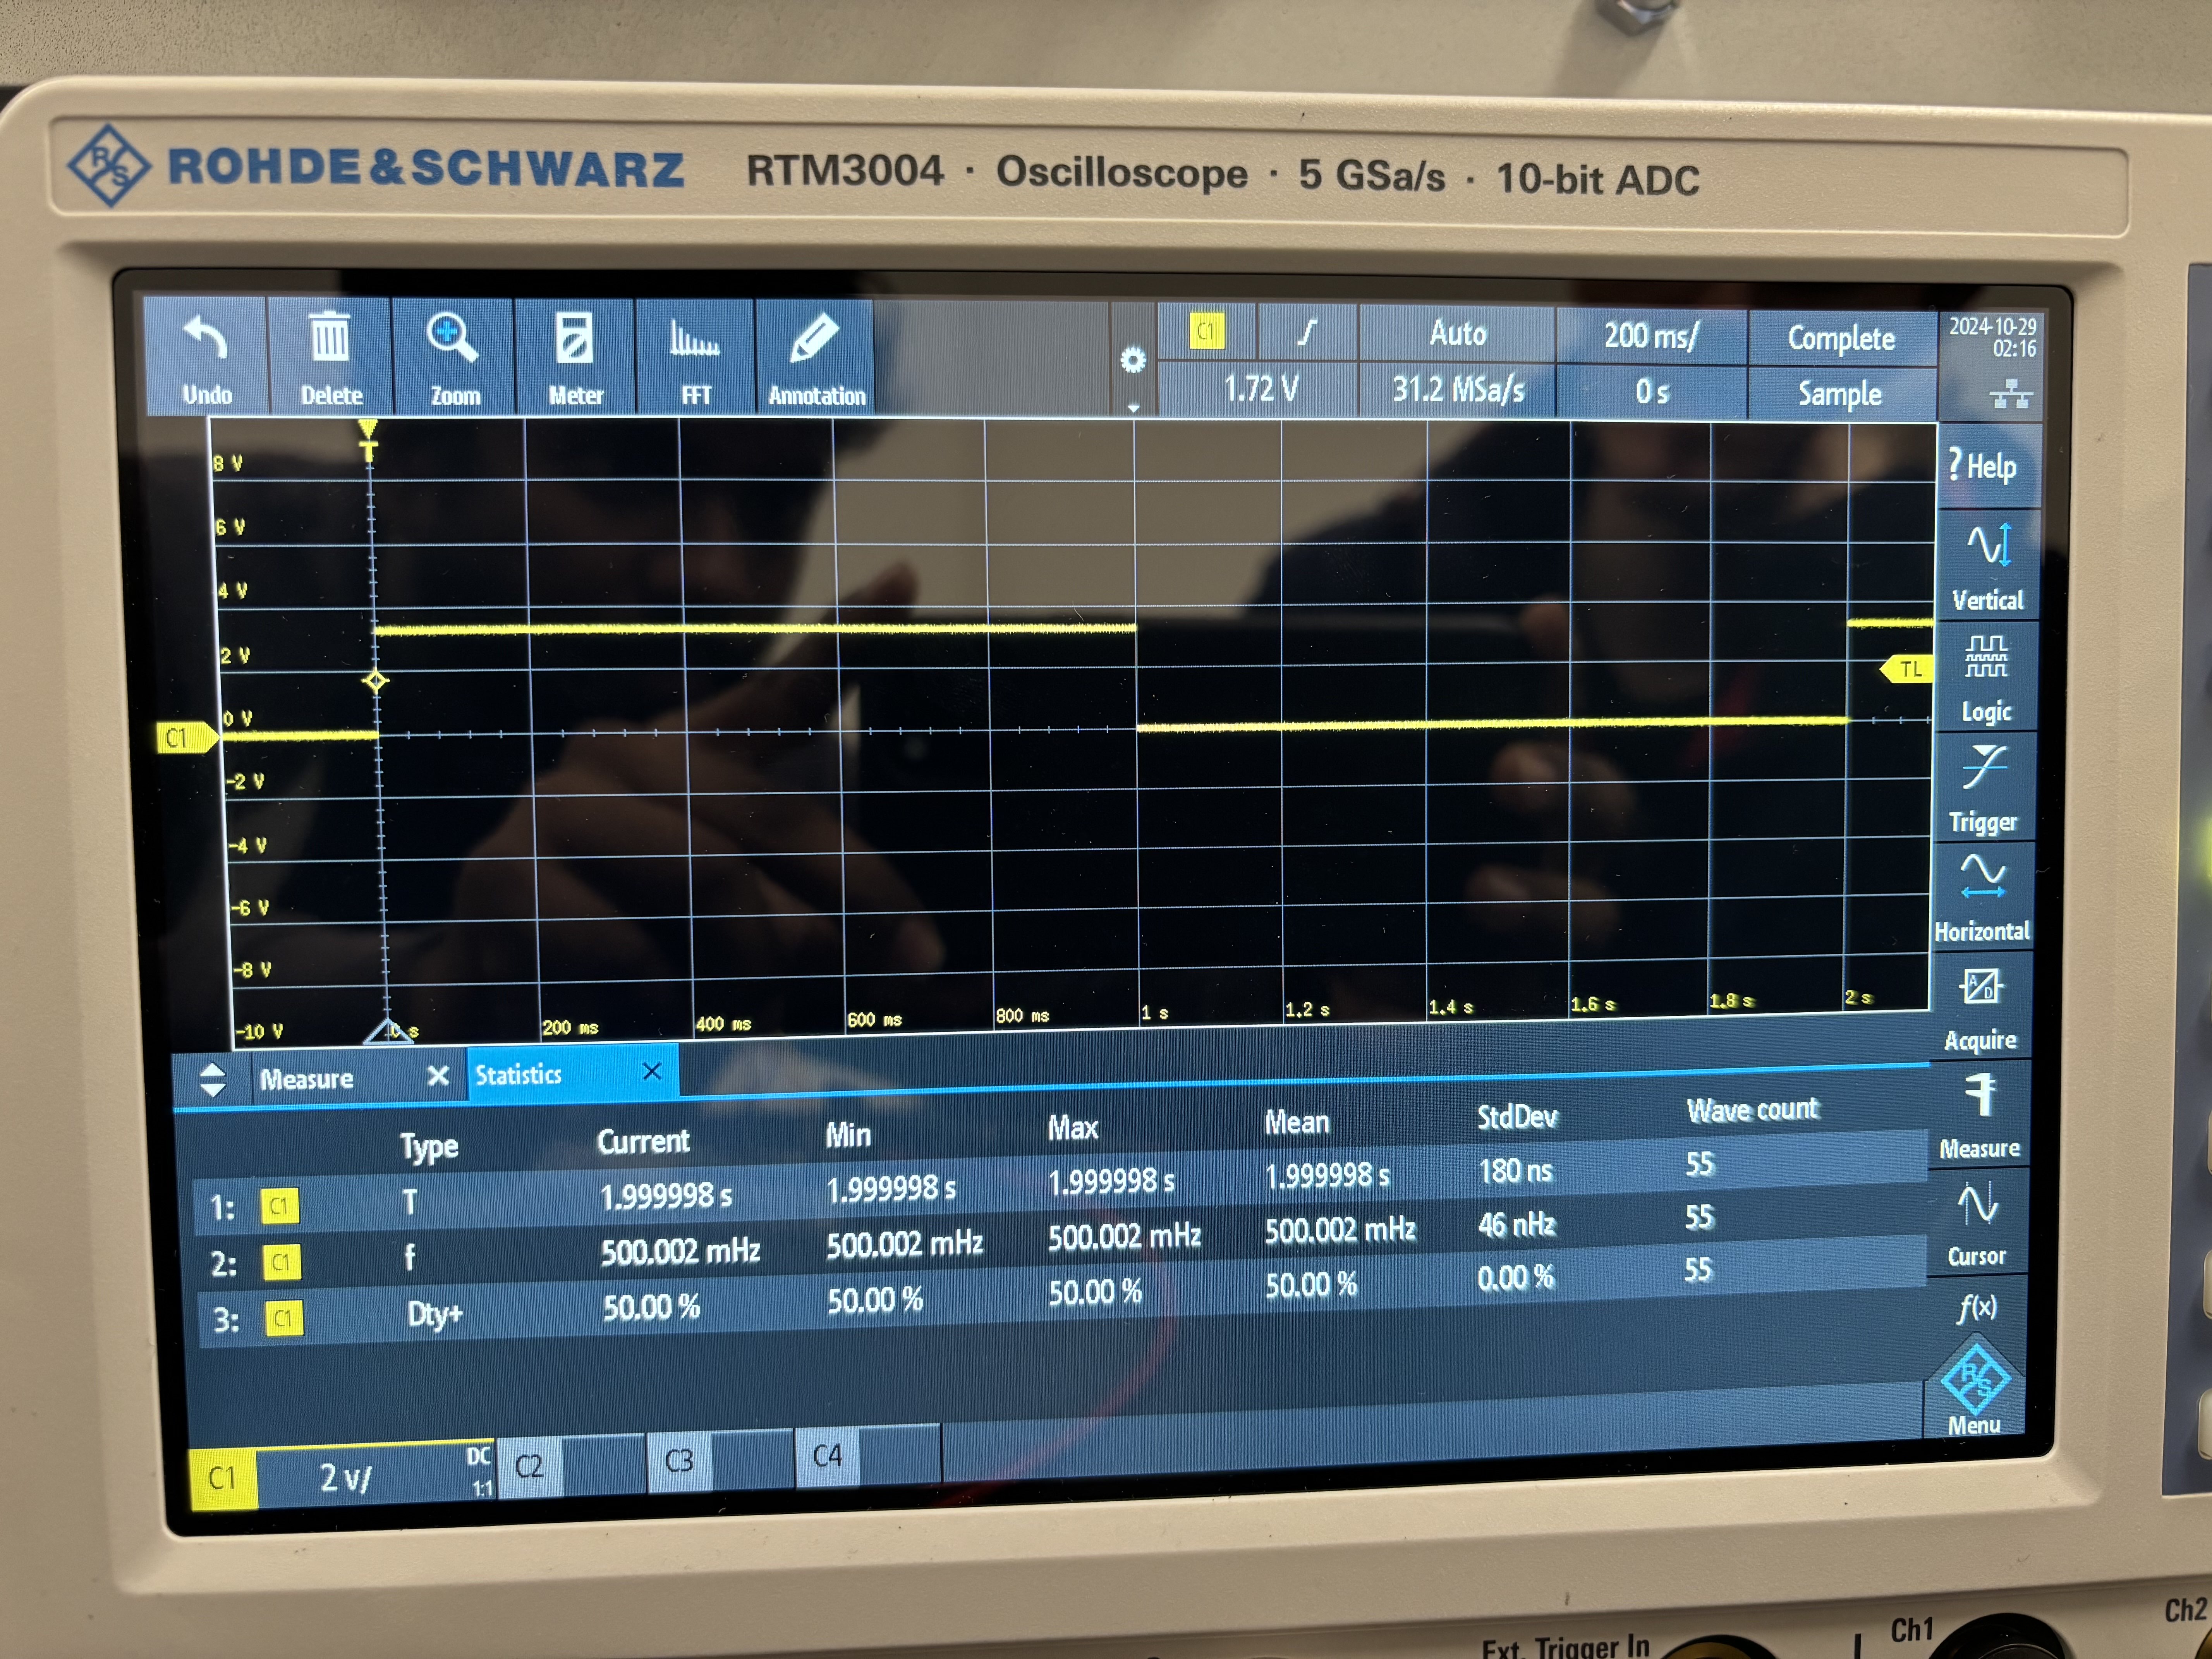 ROHDE&SCHWARZ RTM3004 · Oscilloscope · 5 GSa/s · 10-bit ADC
Undo Delete Zoom Meter FFT Annotation
C1 Auto 200 ms/ Complete 2024-10-29
02:16
1.72 V 31.2 MSa/s 0 s Sample
T
8 V
6 V
4 V
2 V
0 V
-2 V
-4 V
-6 V
-8 V
-10 V
C1
TL
0 s 200 ms 400 ms 600 ms 800 ms 1 s 1.2 s 1.4 s 1.6 s 1.8 s 2 s
? Help
Vertical
Logic
Trigger
Horizontal
A/D
Acquire
Measure
Cursor
f(x)
R/S
Menu
Measure Statistics
Type Current Min Max Mean StdDev Wave count
1: C1 T 1.999998 s 1.999998 s 1.999998 s 1.999998 s 180 ns 55
2: C1 f 500.002 mHz 500.002 mHz 500.002 mHz 500.002 mHz 46 nHz 55
3: C1 Dty+ 50.00 % 50.00 % 50.00 % 50.00 % 0.00 % 55
C1 2 V/ DC 1:1 C2 C3 C4
Ext. Trigger In Ch1 Ch2